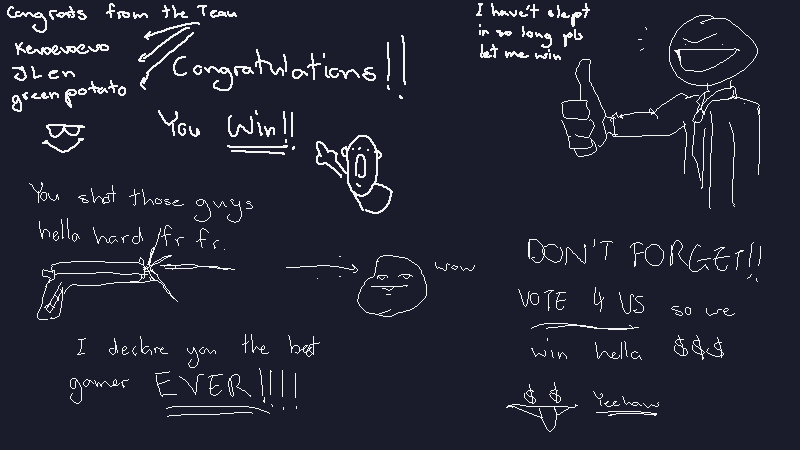 Congrats from the Team
Kevoevoevo
JLen
greenpotato
Congratulations!!
You Win!!
I hav't slept
in so long pls
let me win
You shot those guys
hella hard fr fr.
wow
I declare you the best
gamer EVER!!!!
DON'T FORGET!!
VOTE 4 US so we
win hella $$$
$ $
Yeehaw